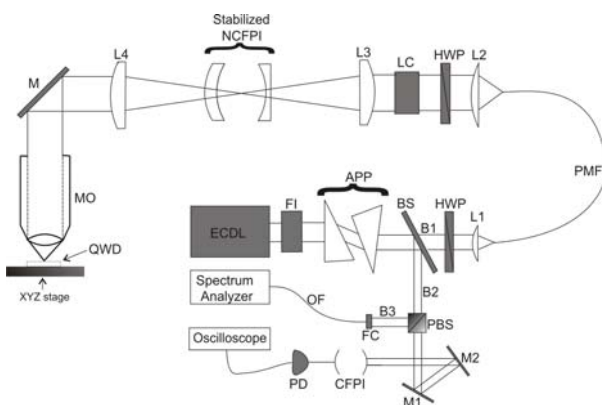 Stabilized
NCFPI
L4
L3
LC
HWP
L2
M
MO
PMF
QWD
XYZ stage
APP
ECDL
FI
BS
B1
HWP
L1
B2
Spectrum
Analyzer
OF
B3
FC
PBS
Oscilloscope
PD
CFPI
M1
M2